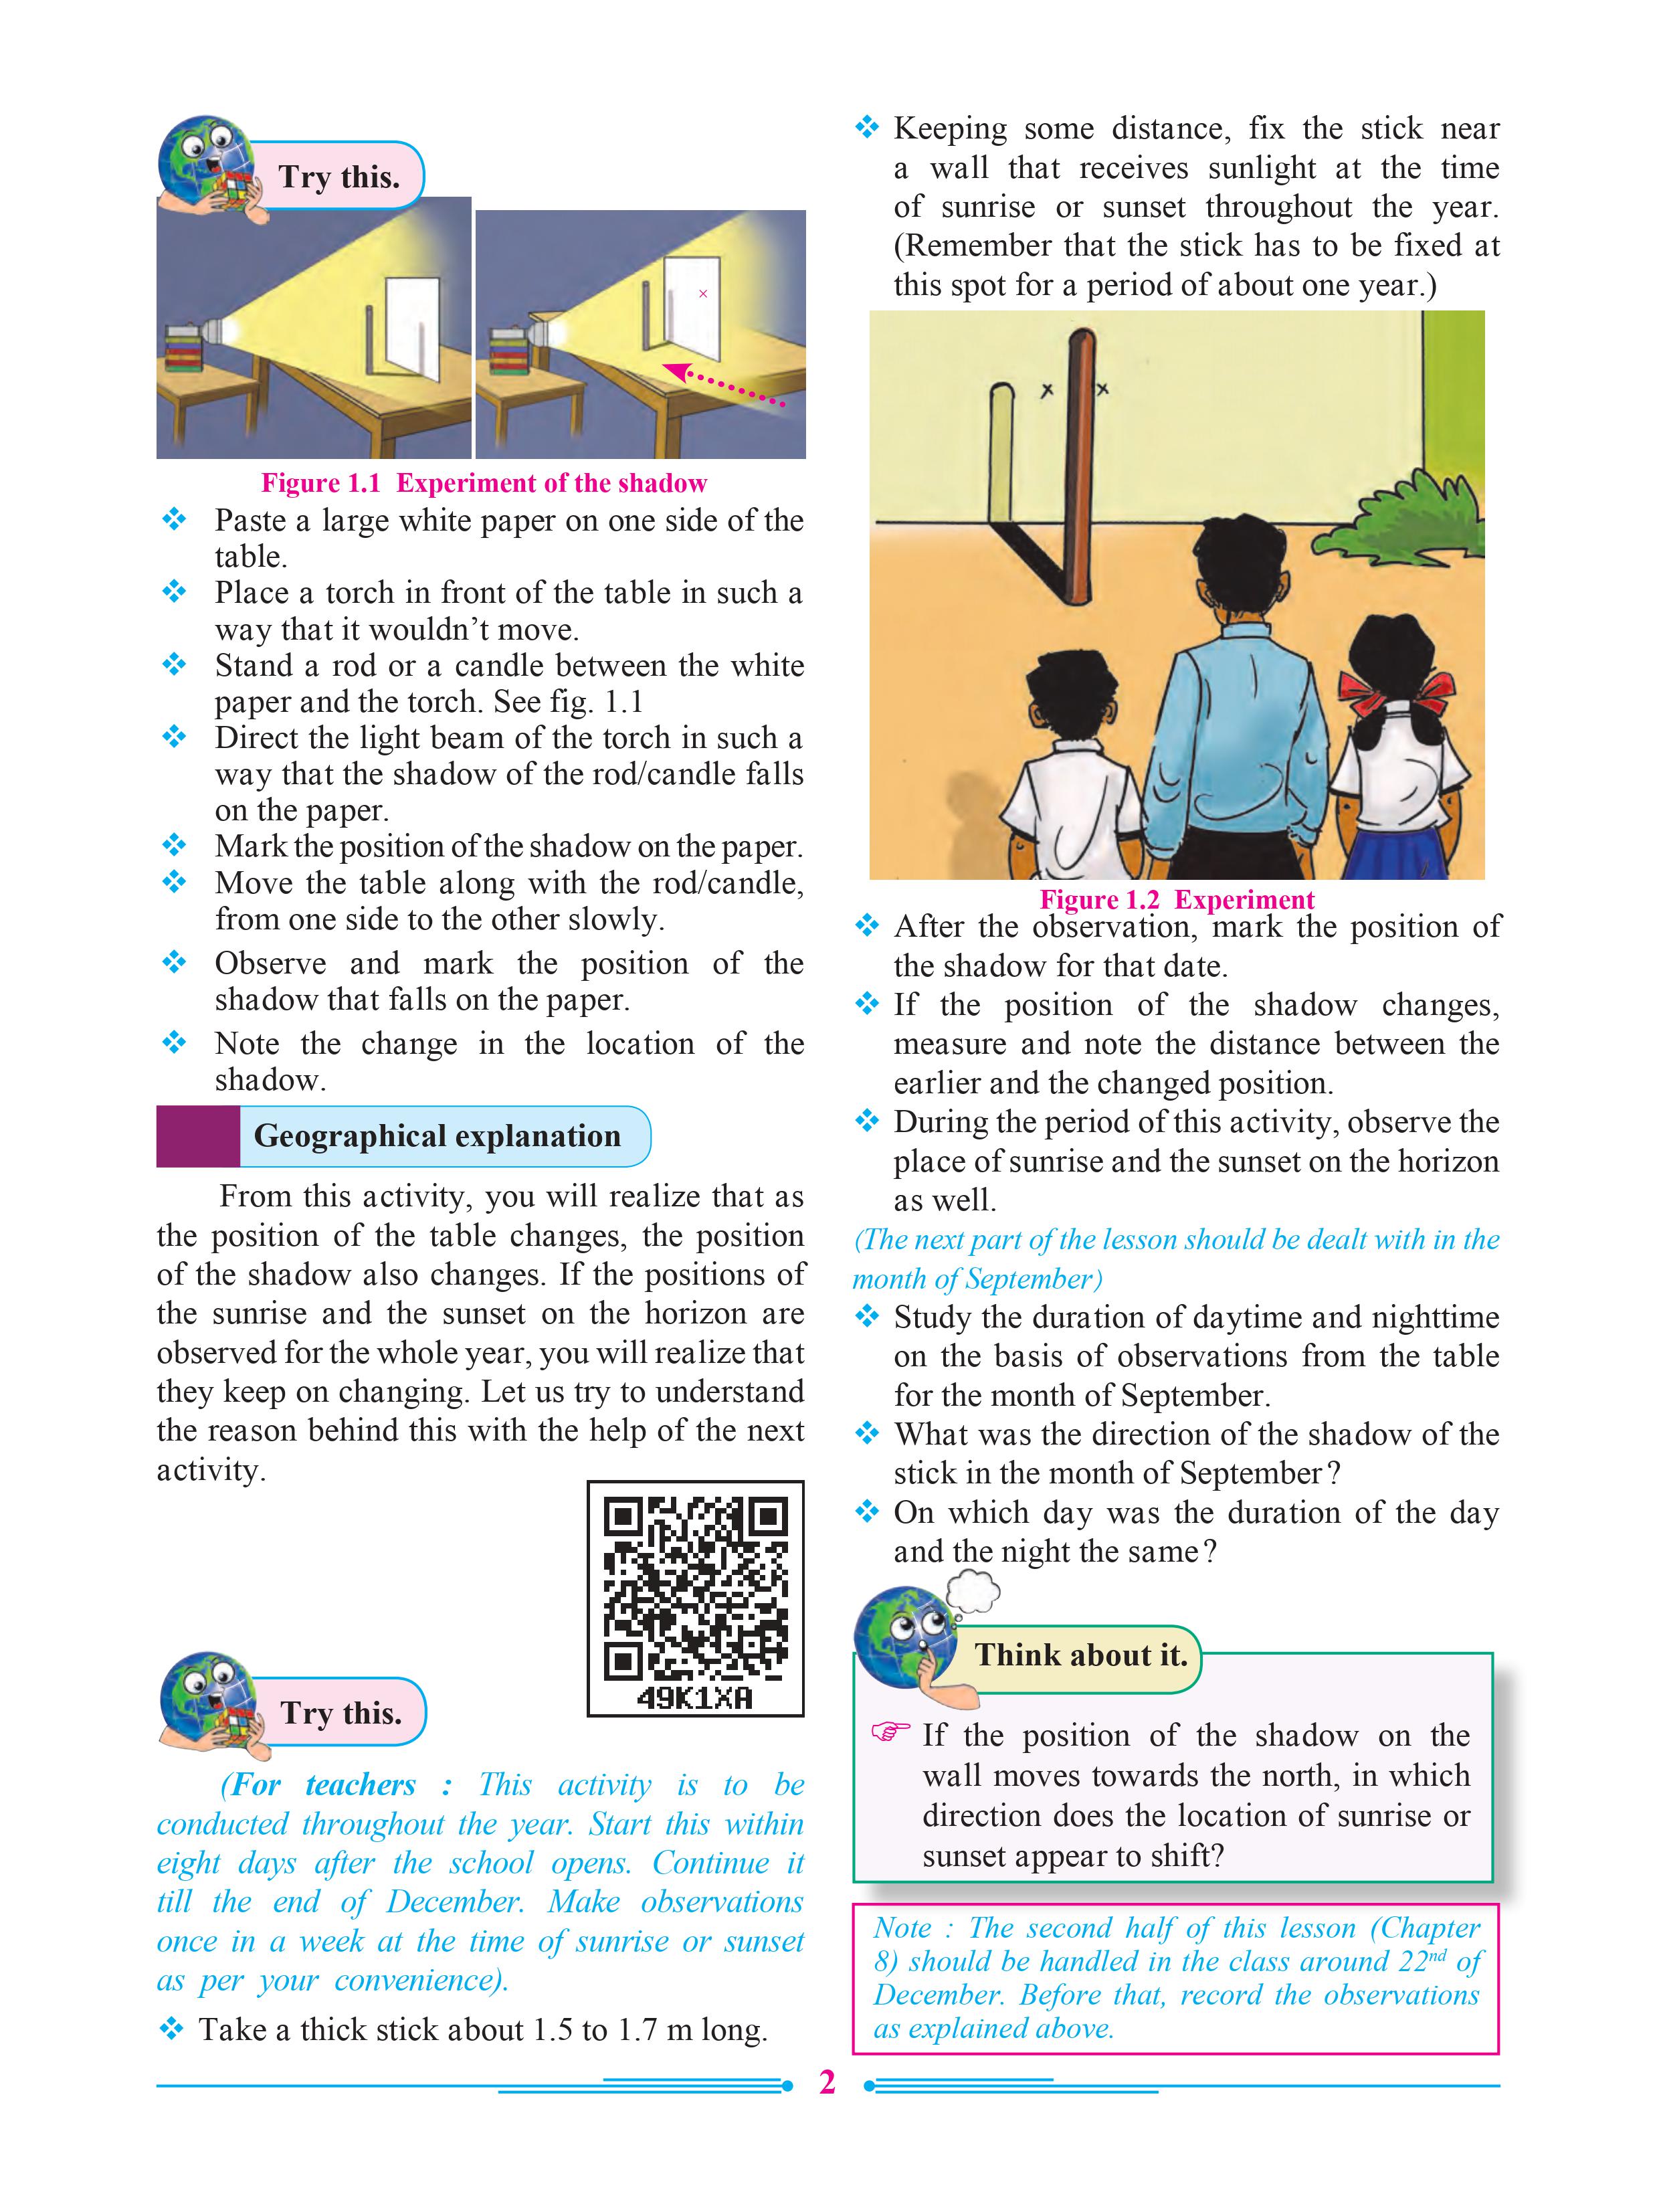 Try this.
Figure 1.1 Experiment of the shadow
❖ Paste a large white paper on one side of the
table.
❖ Place a torch in front of the table in such a
way that it wouldn’t move.
❖ Stand a rod or a candle between the white
paper and the torch. See fig. 1.1
❖ Direct the light beam of the torch in such a
way that the shadow of the rod/candle falls
on the paper.
❖ Mark the position of the shadow on the paper.
❖ Move the table along with the rod/candle,
from one side to the other slowly.
❖ Observe and mark the position of the
shadow that falls on the paper.
❖ Note the change in the location of the
shadow.
Geographical explanation
From this activity, you will realize that as
the position of the table changes, the position
of the shadow also changes. If the positions of
the sunrise and the sunset on the horizon are
observed for the whole year, you will realize that
they keep on changing. Let us try to understand
the reason behind this with the help of the next
activity.
49K1XA
Try this.
(For teachers : This activity is to be
conducted throughout the year. Start this within
eight days after the school opens. Continue it
till the end of December. Make observations
once in a week at the time of sunrise or sunset
as per your convenience).
❖ Take a thick stick about 1.5 to 1.7 m long.
❖ Keeping some distance, fix the stick near
a wall that receives sunlight at the time
of sunrise or sunset throughout the year.
(Remember that the stick has to be fixed at
this spot for a period of about one year.)
x x
Figure 1.2 Experiment
❖ After the observation, mark the position of
the shadow for that date.
❖ If the position of the shadow changes,
measure and note the distance between the
earlier and the changed position.
❖ During the period of this activity, observe the
place of sunrise and the sunset on the horizon
as well.
(The next part of the lesson should be dealt with in the
month of September)
❖ Study the duration of daytime and nighttime
on the basis of observations from the table
for the month of September.
❖ What was the direction of the shadow of the
stick in the month of September?
❖ On which day was the duration of the day
and the night the same?
Think about it.
☞ If the position of the shadow on the
wall moves towards the north, in which
direction does the location of sunrise or
sunset appear to shift?
Note : The second half of this lesson (Chapter
8) should be handled in the class around 22nd of
December. Before that, record the observations
as explained above.
2